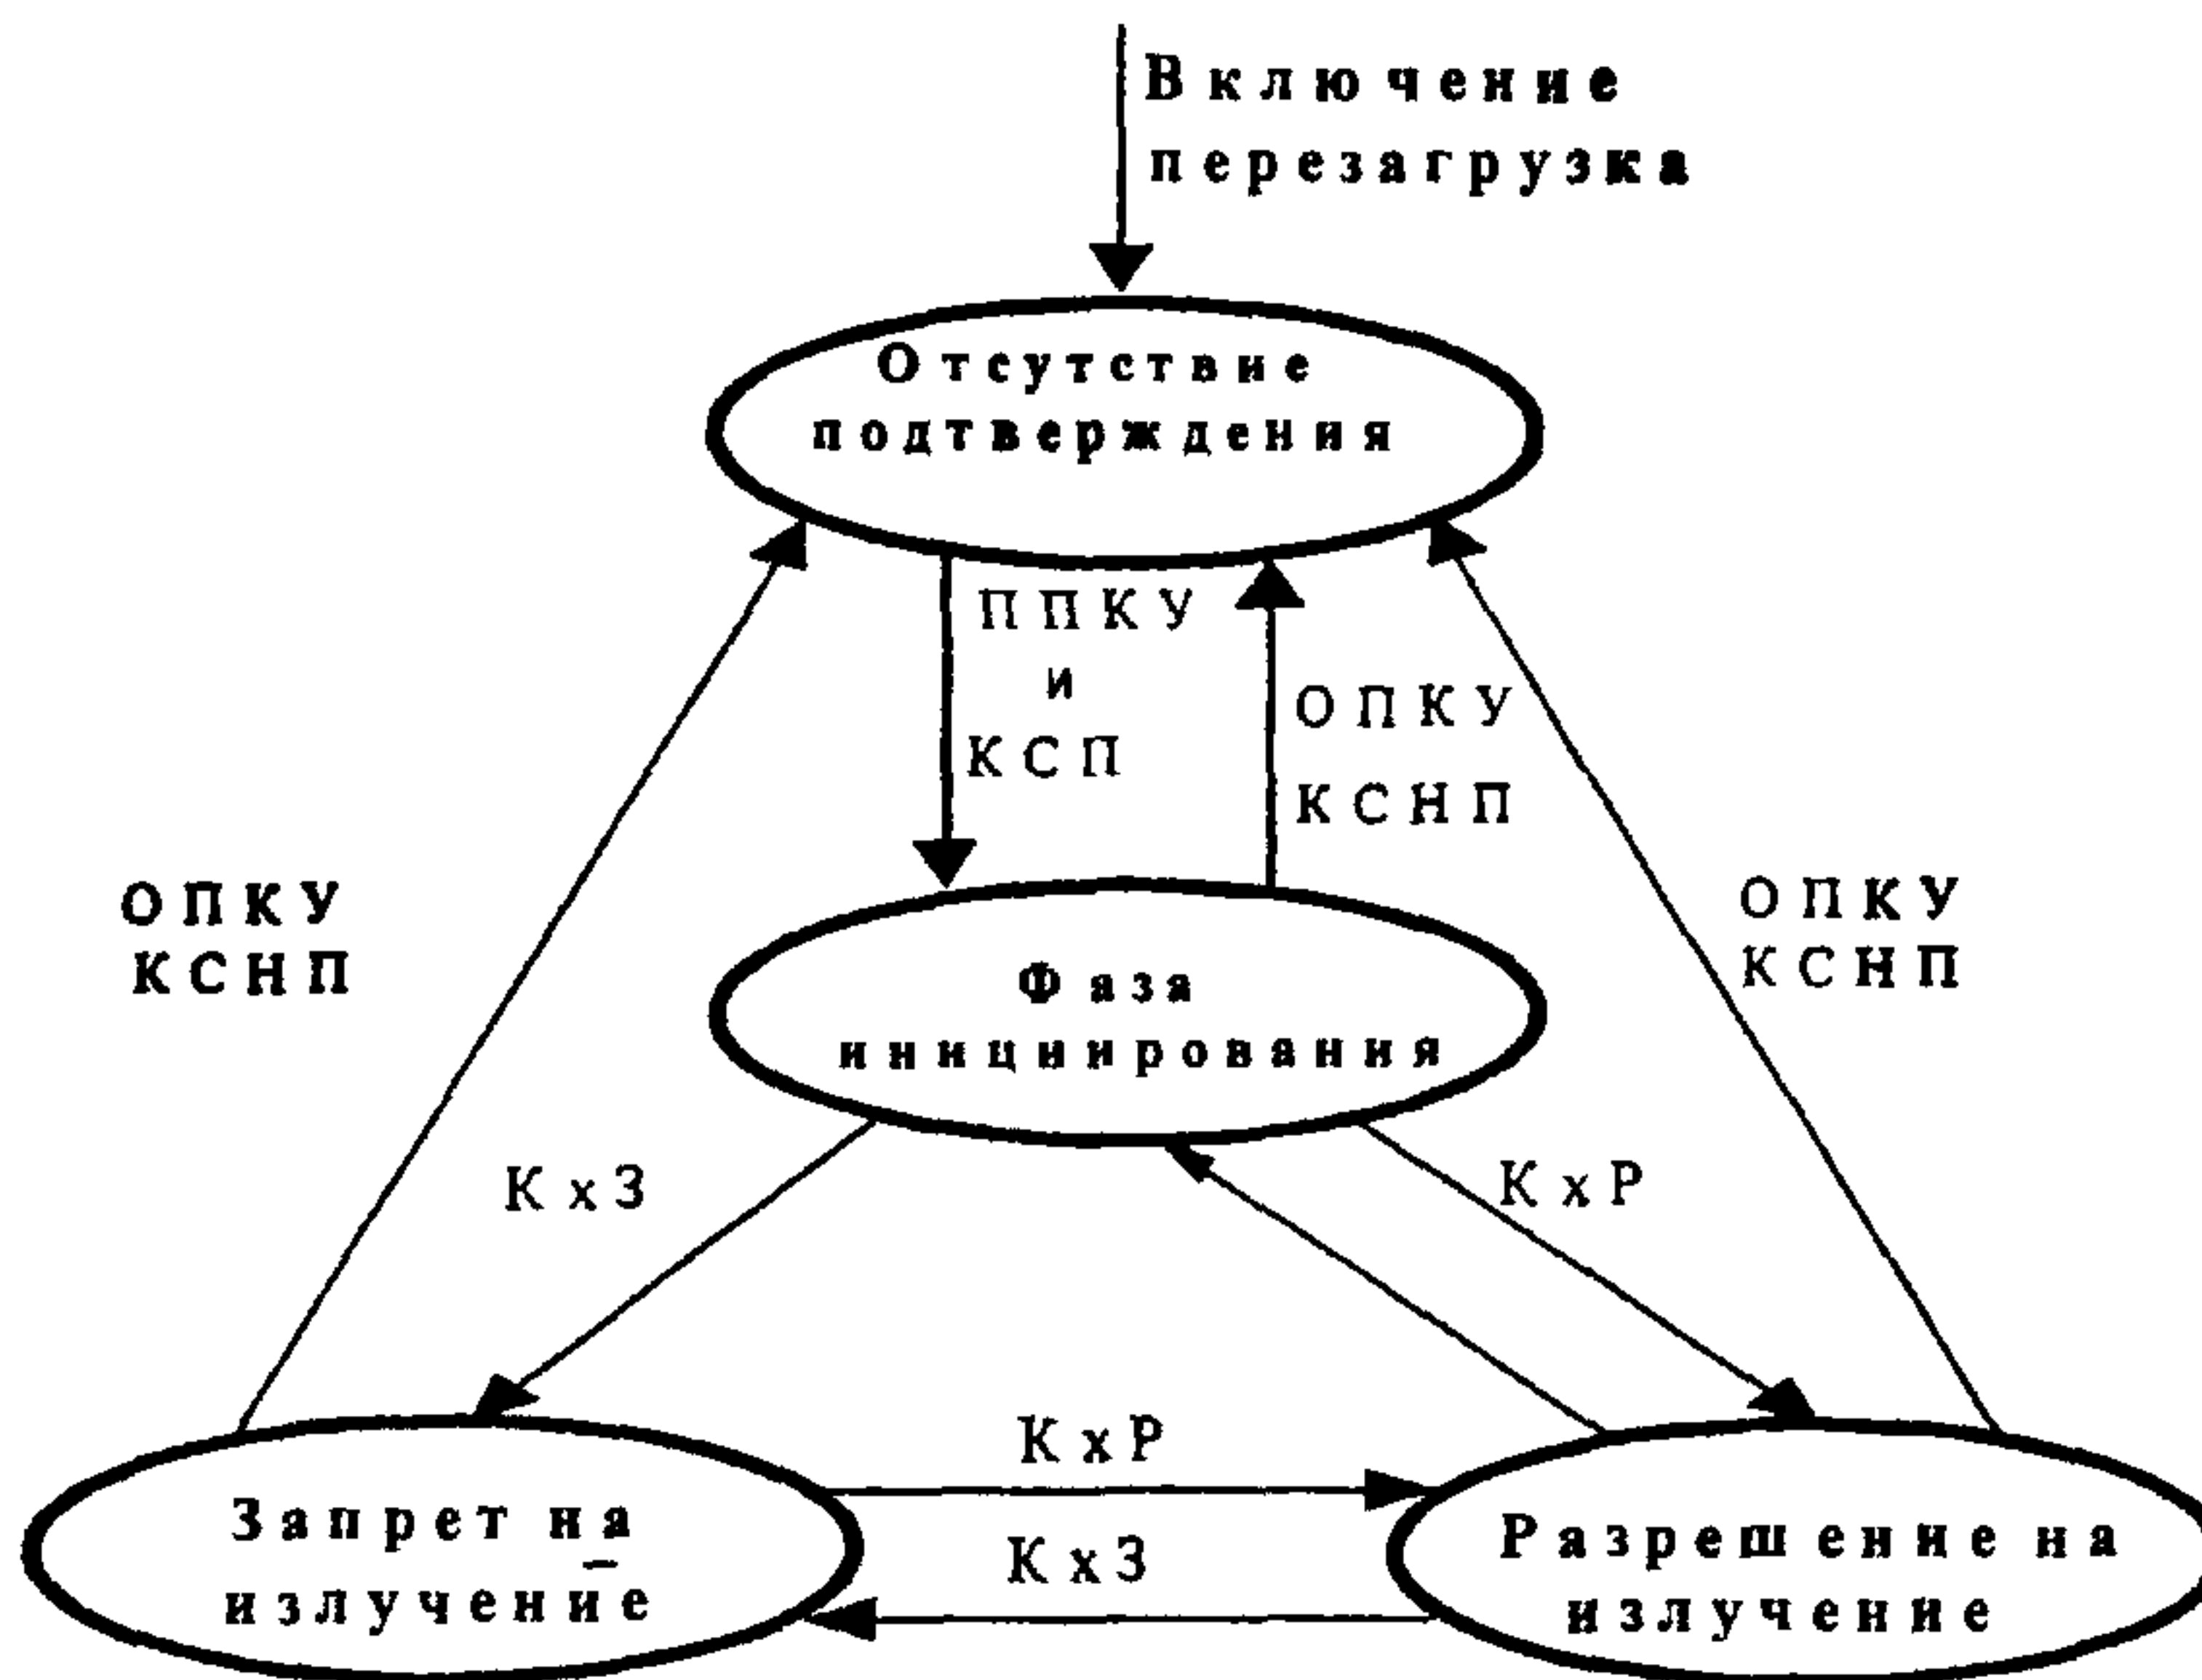 Включение
перезагрузка
Отсутствие
подтверждения
ППКУ
и
КСП
ОПКУ
КСНП
ОПКУ
КСНП
ОПКУ
КСНП
Фаза
инициирования
КхЗ
КхР
КхР
КхЗ
Запрет на
излучение
Разрешение на
излучение